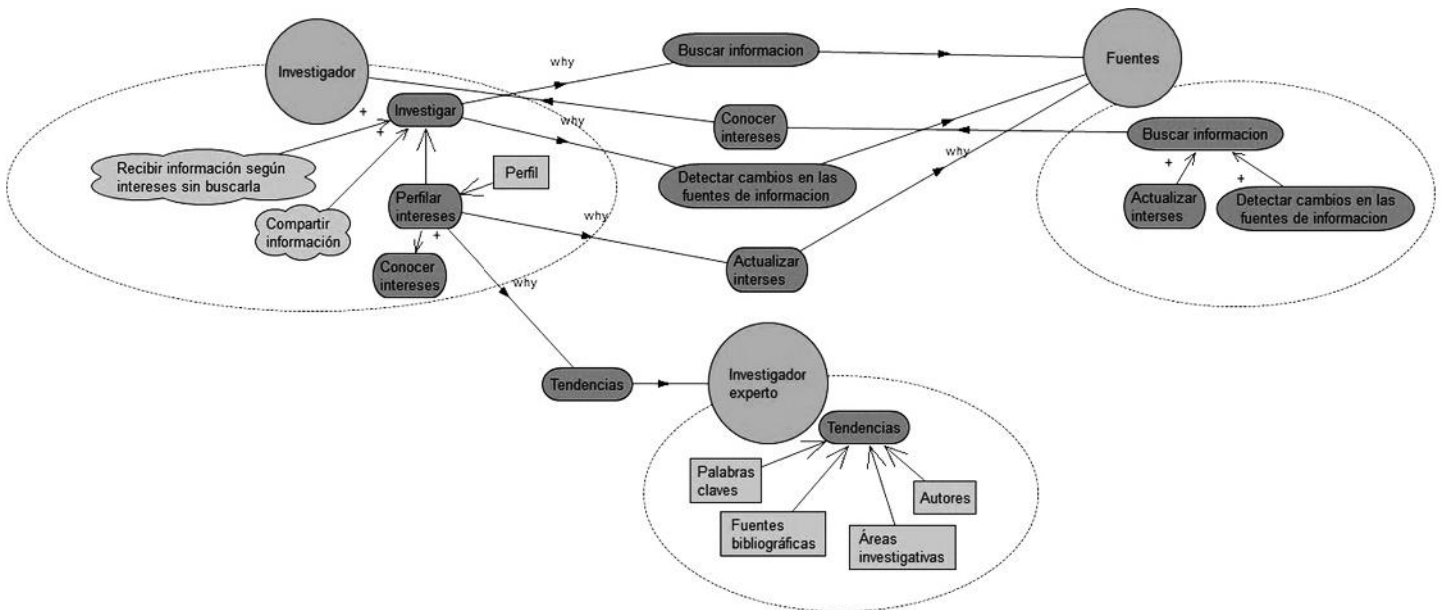 Buscar informacion
Fuentes
Investigador
why
Investigar
+
+
why
Conocer
intereses
Buscar informacion
why
Recibir información según
intereses sin buscarla
Perfil
Detectar cambios en las
fuentes de informacion
+
+
Perfilar
intereses
Actualizar
interses
Detectar cambios en las
fuentes de informacion
Compartir
información
why
+
Conocer
intereses
Actualizar
interses
why
Tendencias
Investigador
experto
Tendencias
Palabras
claves
Autores
Fuentes
bibliográficas
Áreas
investigativas